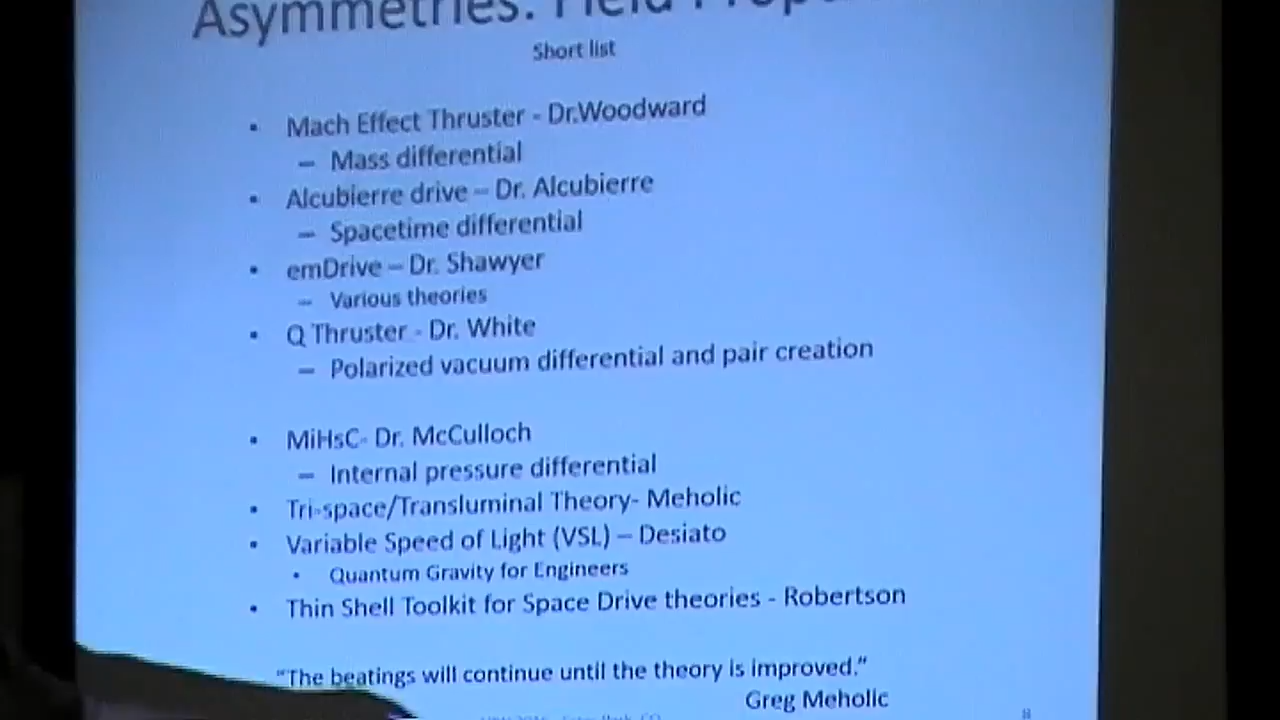 Asymmetries: Field
Short list
• Mach Effect Thruster - Dr.Woodward
– Mass differential
• Alcubierre drive – Dr. Alcubierre
– Spacetime differential
• emDrive – Dr. Shawyer
– Various theories
• Q Thruster - Dr. White
– Polarized vacuum differential and pair creation
• MiHsC- Dr. McCulloch
– Internal pressure differential
• Tri-space/Transluminal Theory- Meholic
• Variable Speed of Light (VSL) – Desiato
• Quantum Gravity for Engineers
• Thin Shell Toolkit for Space Drive theories - Robertson
"The beatings will continue until the theory is improved."
Greg Meholic
8